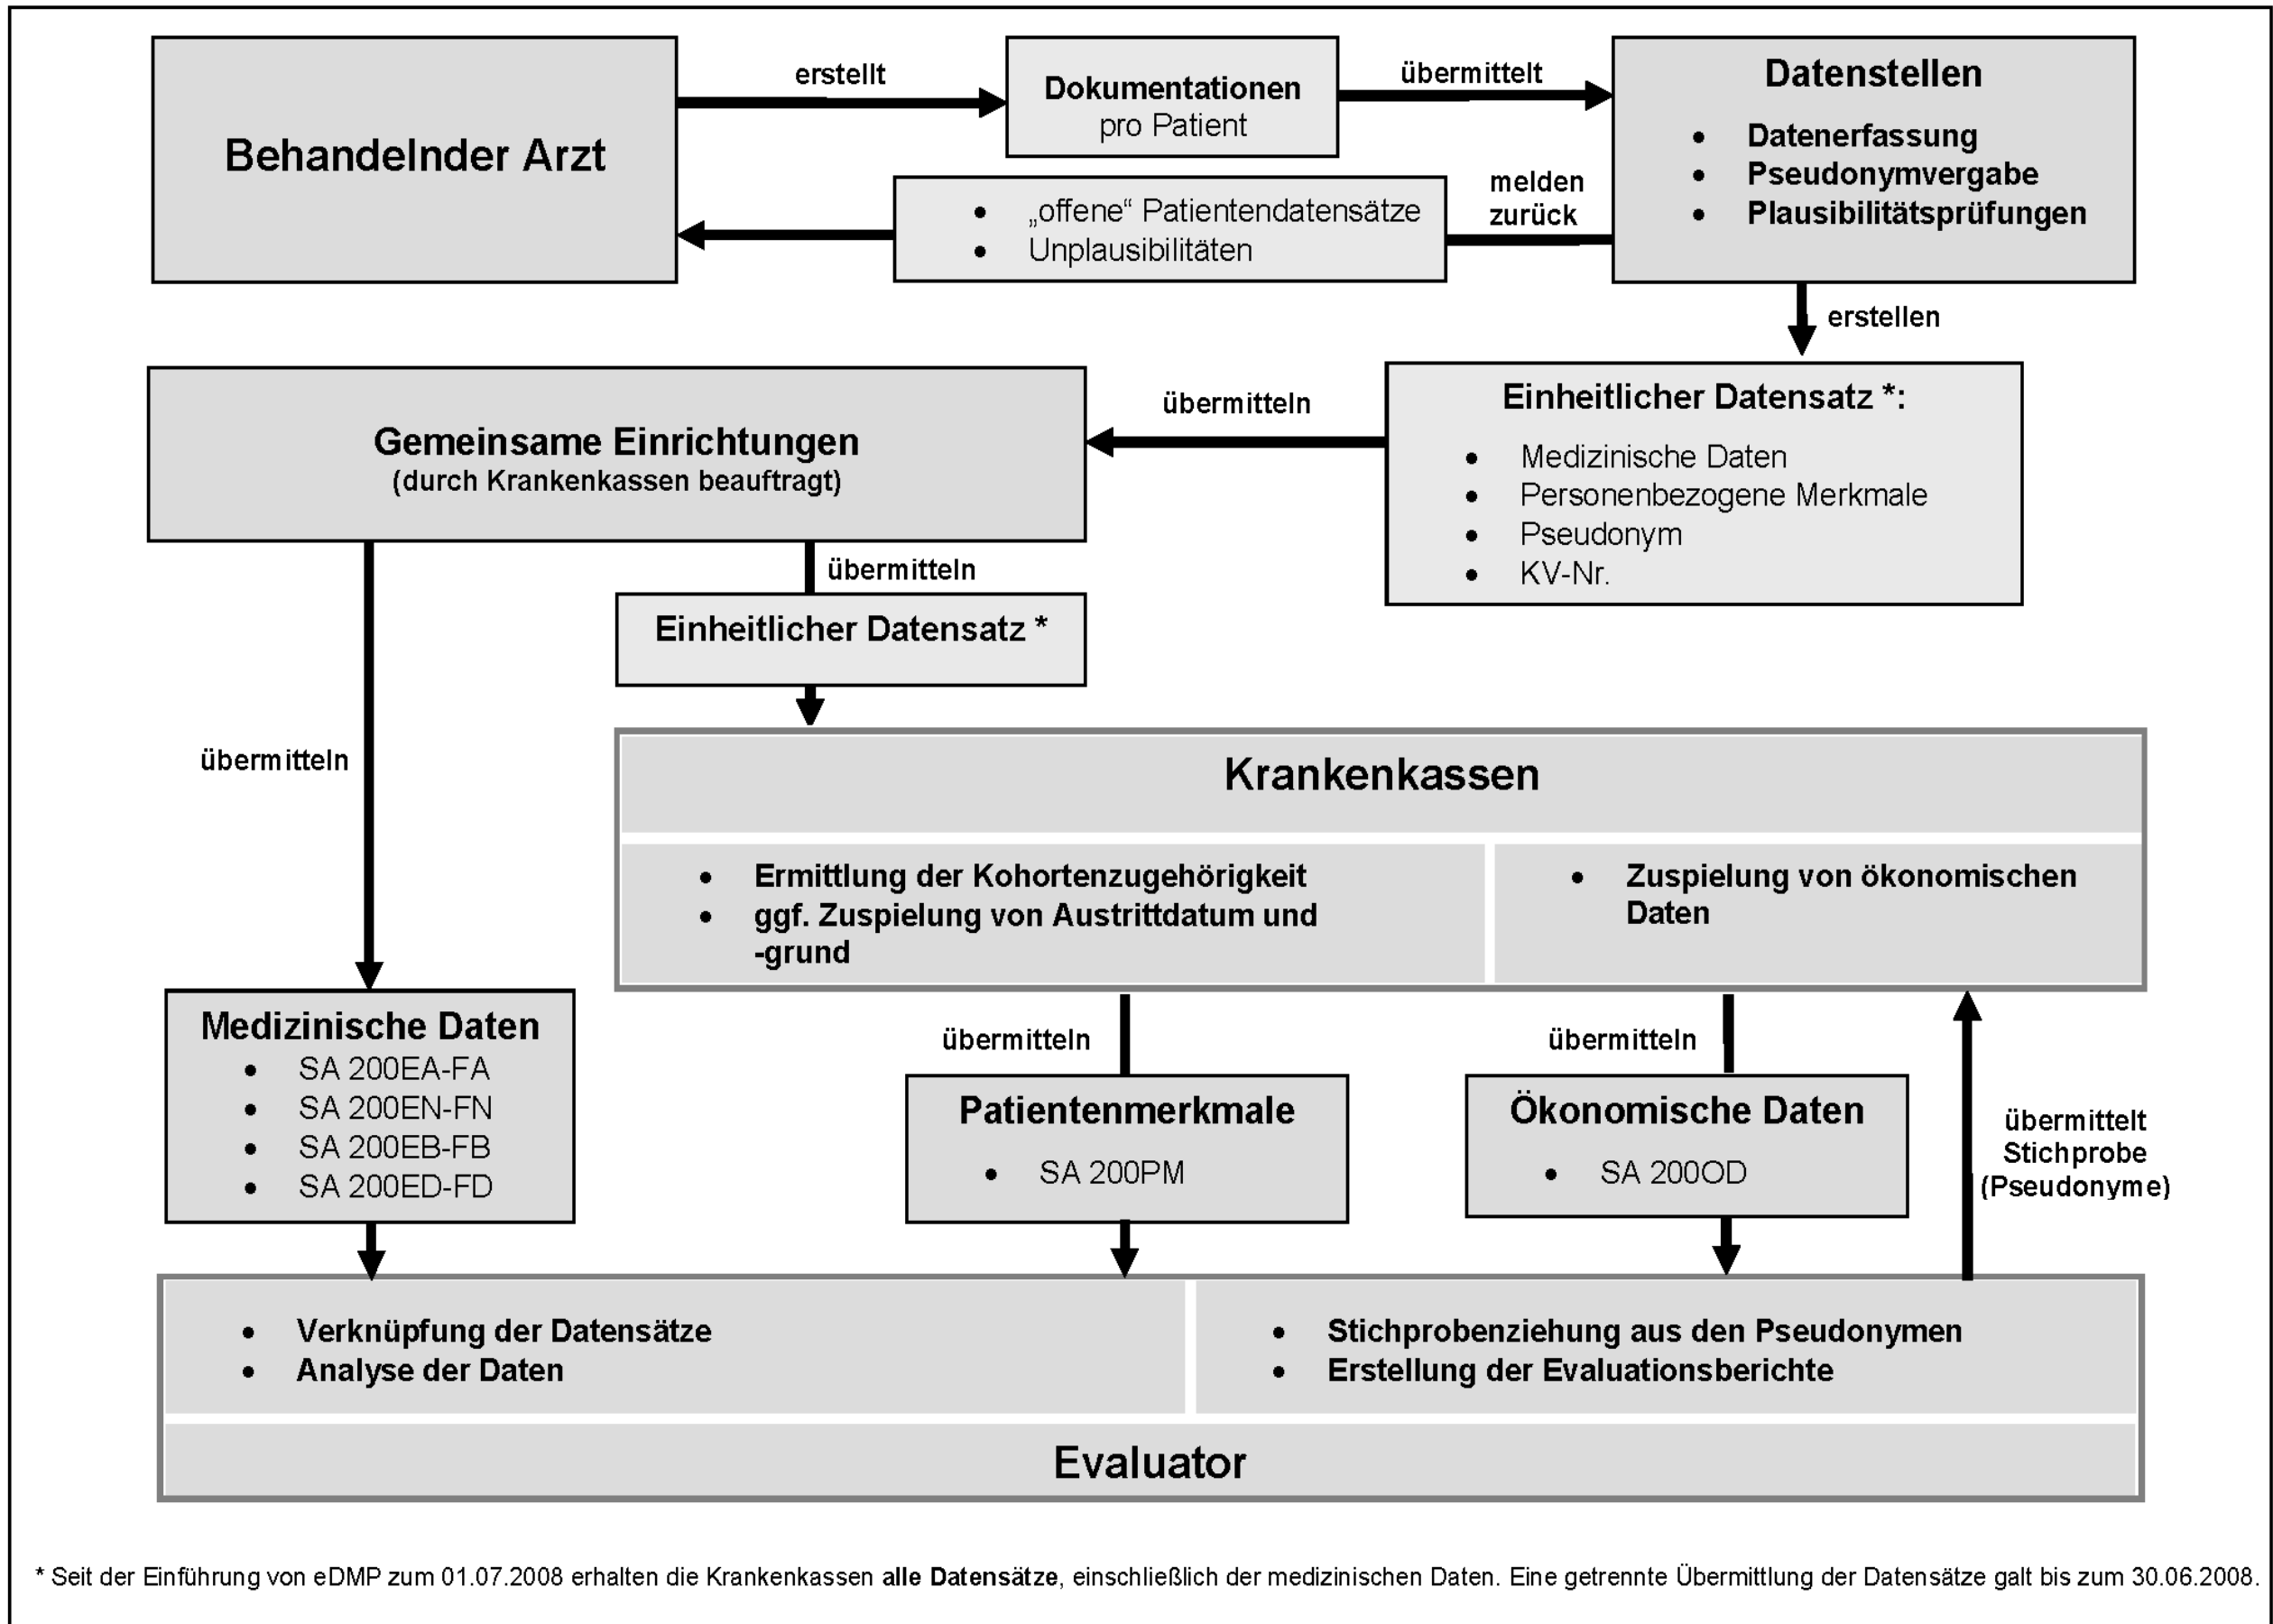 Behandelnder Arzt
erstellt
Dokumentationen
pro Patient
übermittelt
Datenstellen
• Datenerfassung
• Pseudonymvergabe
• Plausibilitätsprüfungen
melden
zurück
• „offene“ Patientendatensätze
• Unplausibilitäten
erstellen
Einheitlicher Datensatz *:
• Medizinische Daten
• Personenbezogene Merkmale
• Pseudonym
• KV-Nr.
übermitteln
Gemeinsame Einrichtungen
(durch Krankenkassen beauftragt)
übermitteln
Einheitlicher Datensatz *
übermitteln
Krankenkassen
• Ermittlung der Kohortenzugehörigkeit
• ggf. Zuspielung von Austrittdatum und
-grund
• Zuspielung von ökonomischen
Daten
Medizinische Daten
• SA 200EA-FA
• SA 200EN-FN
• SA 200EB-FB
• SA 200ED-FD
übermitteln
Patientenmerkmale
• SA 200PM
übermitteln
Ökonomische Daten
• SA 200OD
übermittelt
Stichprobe
(Pseudonyme)
• Verknüpfung der Datensätze
• Analyse der Daten
• Stichprobenziehung aus den Pseudonymen
• Erstellung der Evaluationsberichte
Evaluator
* Seit der Einführung von eDMP zum 01.07.2008 erhalten die Krankenkassen alle Datensätze, einschließlich der medizinischen Daten. Eine getrennte Übermittlung der Datensätze galt bis zum 30.06.2008.